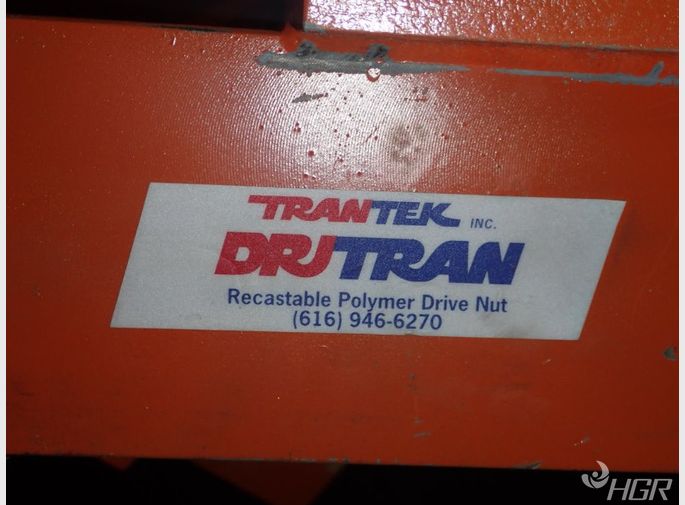 TRANTEK INC.
DRITRAN
Recastable Polymer Drive Nut
(616) 946-6270
HGR